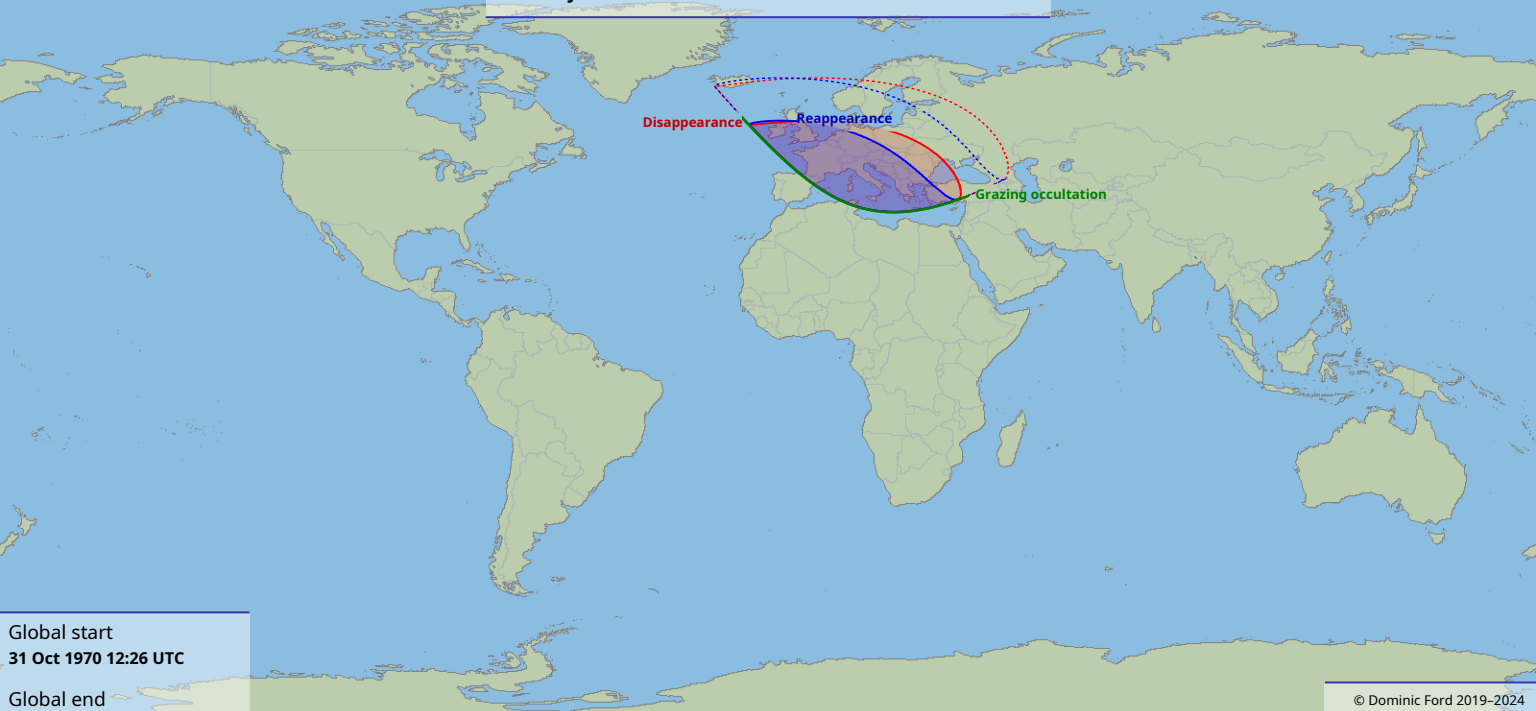 Disappearance
Reappearance
Grazing occultation
Global start
31 Oct 1970 12:26 UTC
Global end
© Dominic Ford 2019–2024